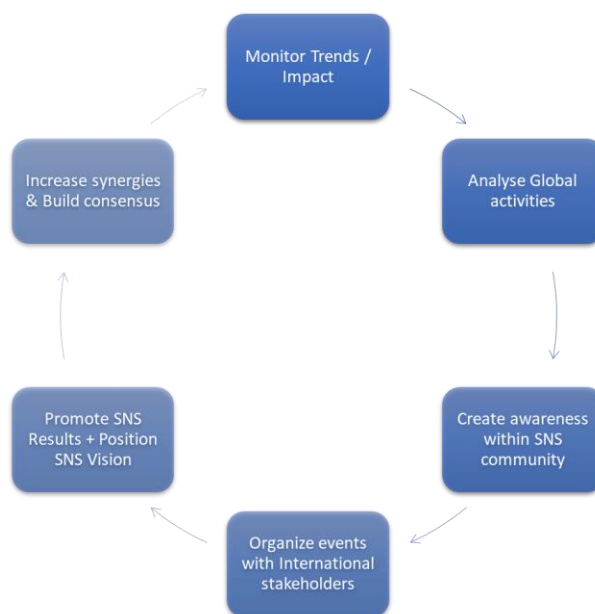 Monitor Trends /
Impact
Analyse Global
activities
Create awareness
within SNS
community
Organize events
with International
stakeholders
Promote SNS
Results + Position
SNS Vision
Increase synergies
& Build consensus